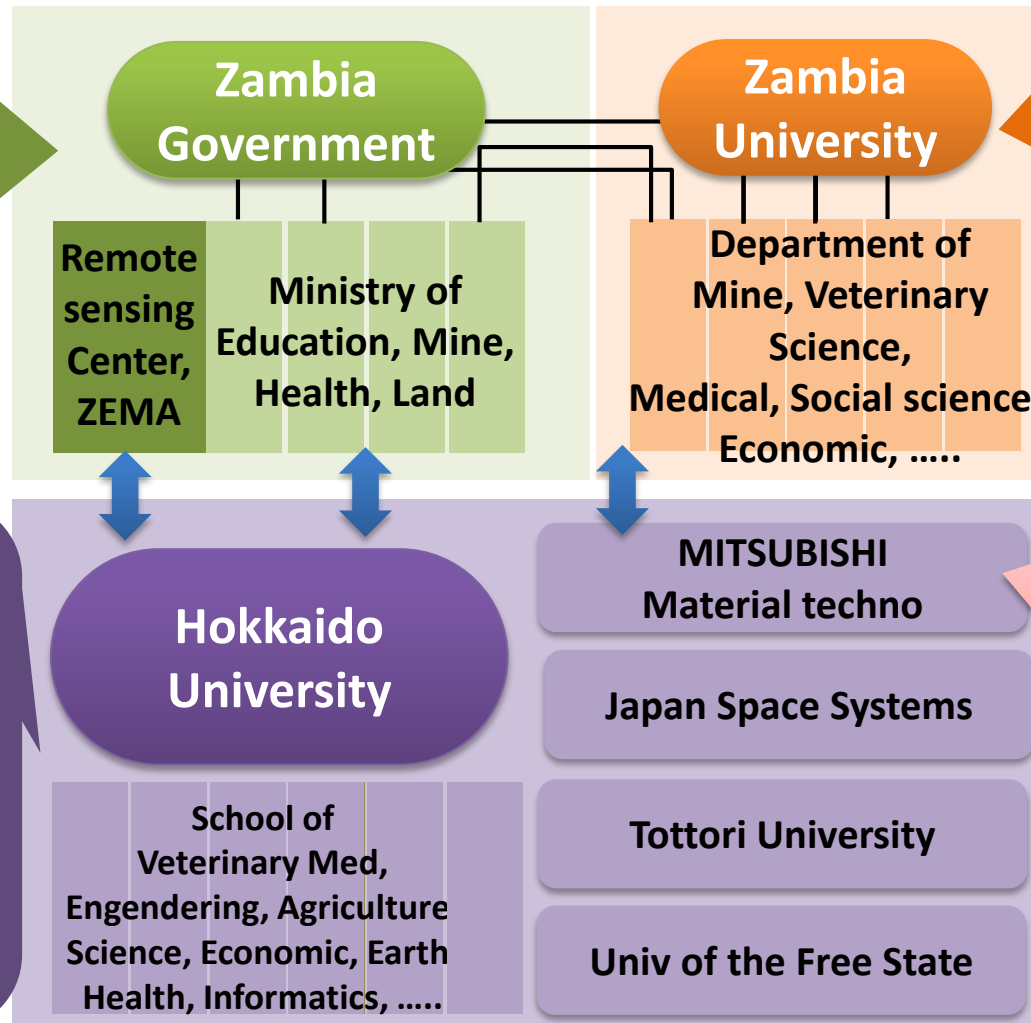 Zambia
Government
Zambia
University
Remote
sensing
Center,
ZEMA
Ministry of
Education, Mine,
Health, Land
Department of
Mine, Veterinary
Science,
Medical, Social science
Economic, .....
Hokkaido
University
MITSUBISHI
Material techno
Japan Space Systems
Tottori University
Univ of the Free State
School of
Veterinary Med,
Engendering, Agriculture
Science, Economic, Earth
Health, Informatics, .....